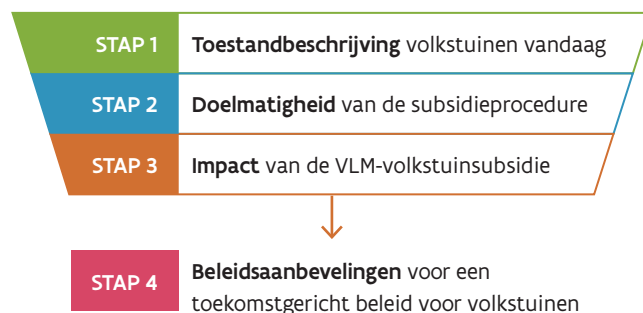 STAP 1 Toestandbeschrijving volkstuinen vandaag
STAP 2 Doelmatigheid van de subsidieprocedure
STAP 3 Impact van de VLM-volkstuinsubsidie
STAP 4 Beleidsaanbevelingen voor een
toekomstgericht beleid voor volkstuinen